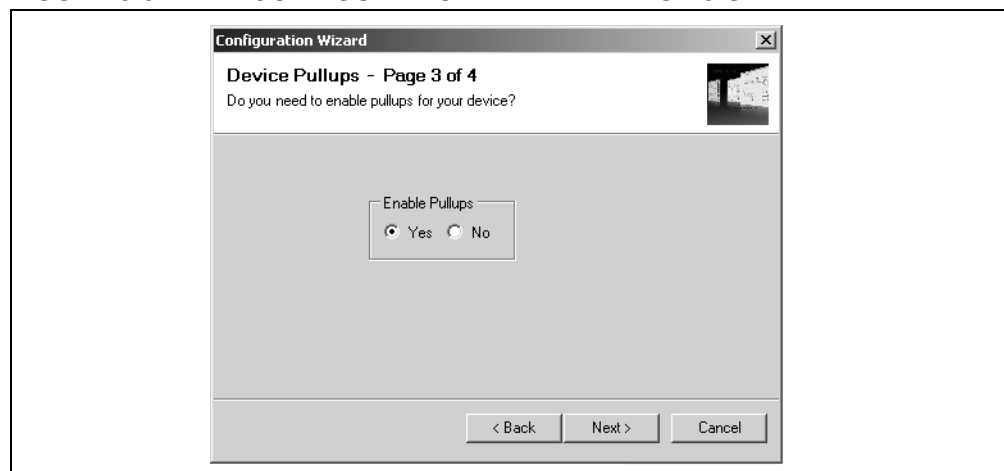 Configuration Wizard
Device Pullups - Page 3 of 4
Do you need to enable pullups for your device?
Enable Pullups
Yes No
< Back Next > Cancel